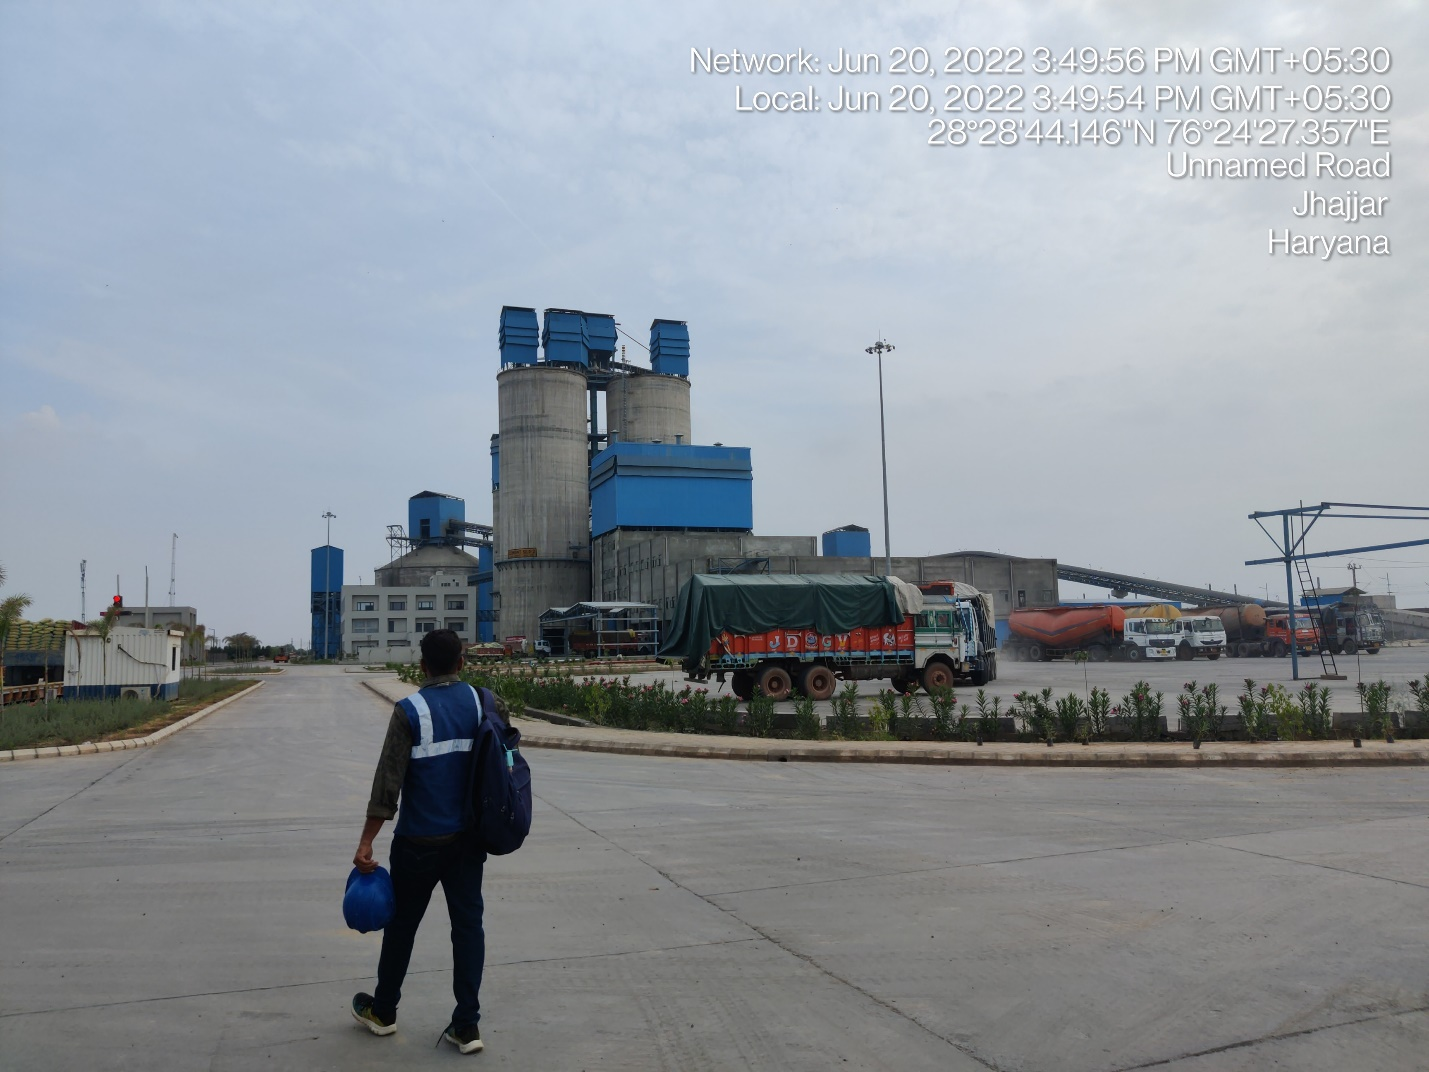 Network: Jun 20, 2022 3:49:56 PM GMT+05:30
Local: Jun 20, 2022 3:49:54 PM GMT+05:30
28°28'44.146"N 76°24'27.357"E
Unnamed Road
Jhajjar
Haryana